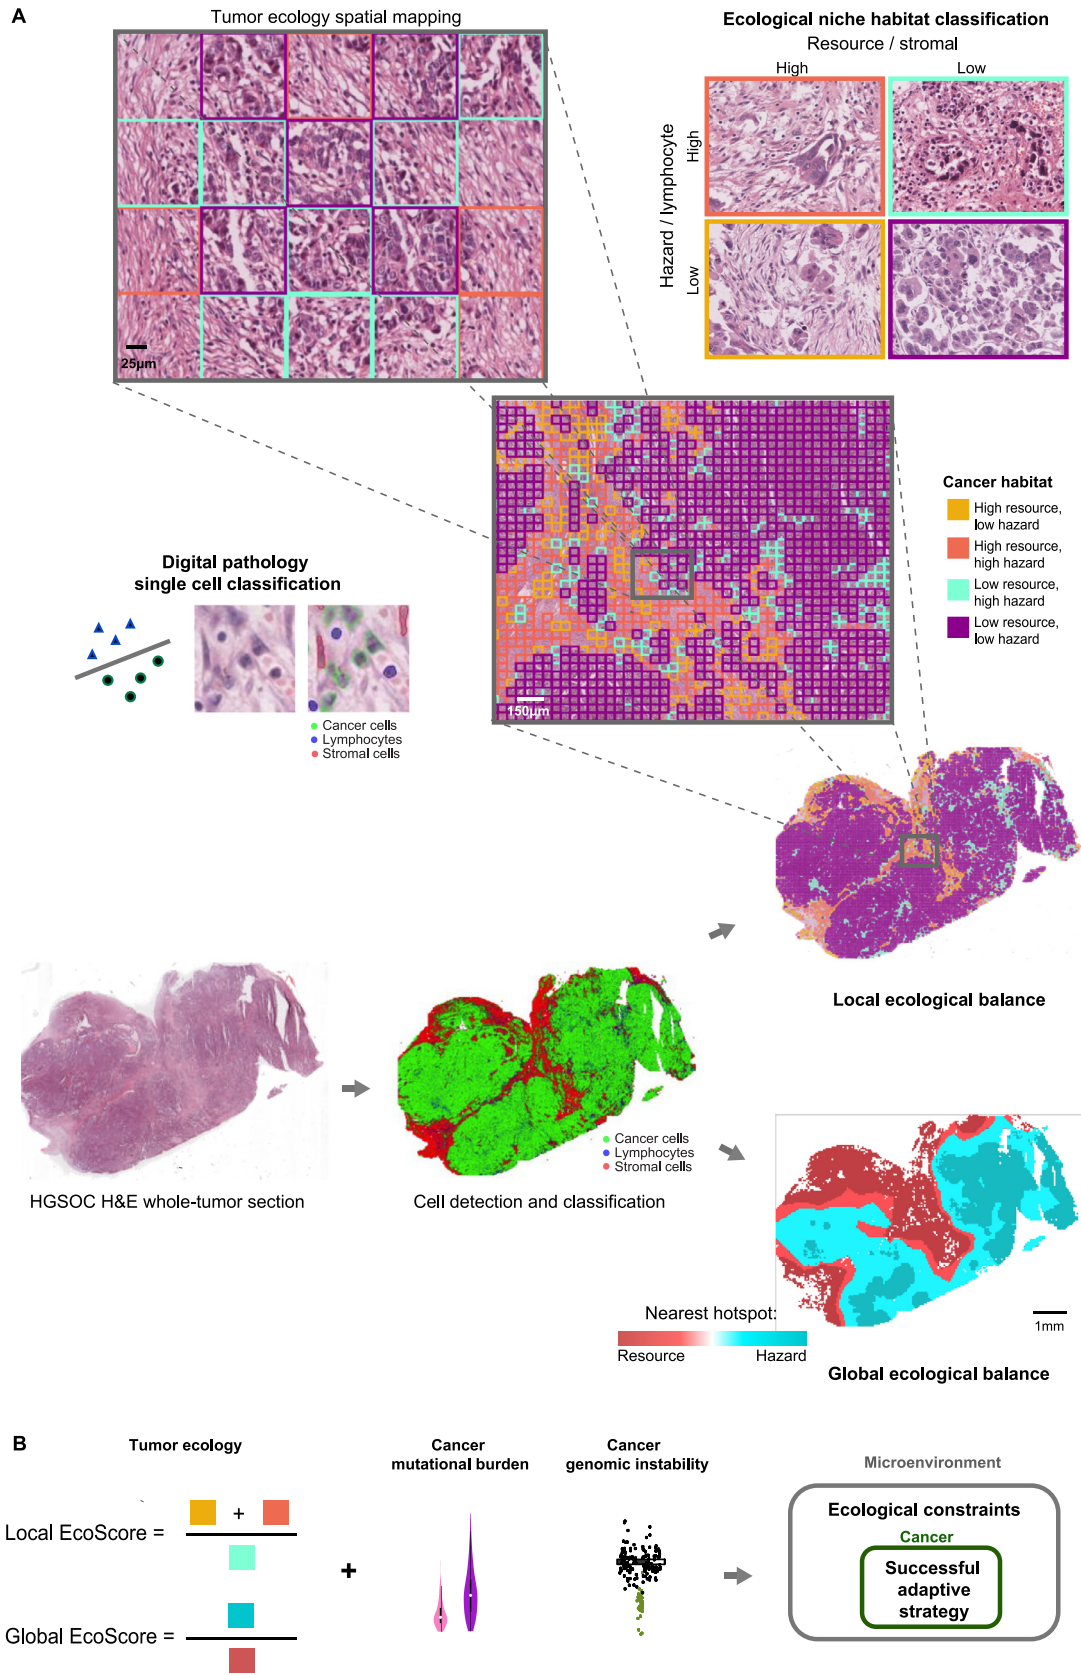 A
Tumor ecology spatial mapping
25µm
Ecological niche habitat classification
Resource / stromal
High
Low
Hazard / lymphocyte
High
Low
150µm
Cancer habitat
High resource,
low hazard
High resource,
high hazard
Low resource,
high hazard
Low resource,
low hazard
Digital pathology
single cell classification
Cancer cells
Lymphocytes
Stromal cells
Local ecological balance
HGSOC H&E whole-tumor section
Cancer cells
Lymphocytes
Stromal cells
Cell detection and classification
Nearest hotspot:
Resource
Hazard
1mm
Global ecological balance
B
Tumor ecology
Local EcoScore =
+
Global EcoScore =
+
Cancer
mutational burden
Cancer
genomic instability
Microenvironment
Ecological constraints
Cancer
Successful
adaptive
strategy